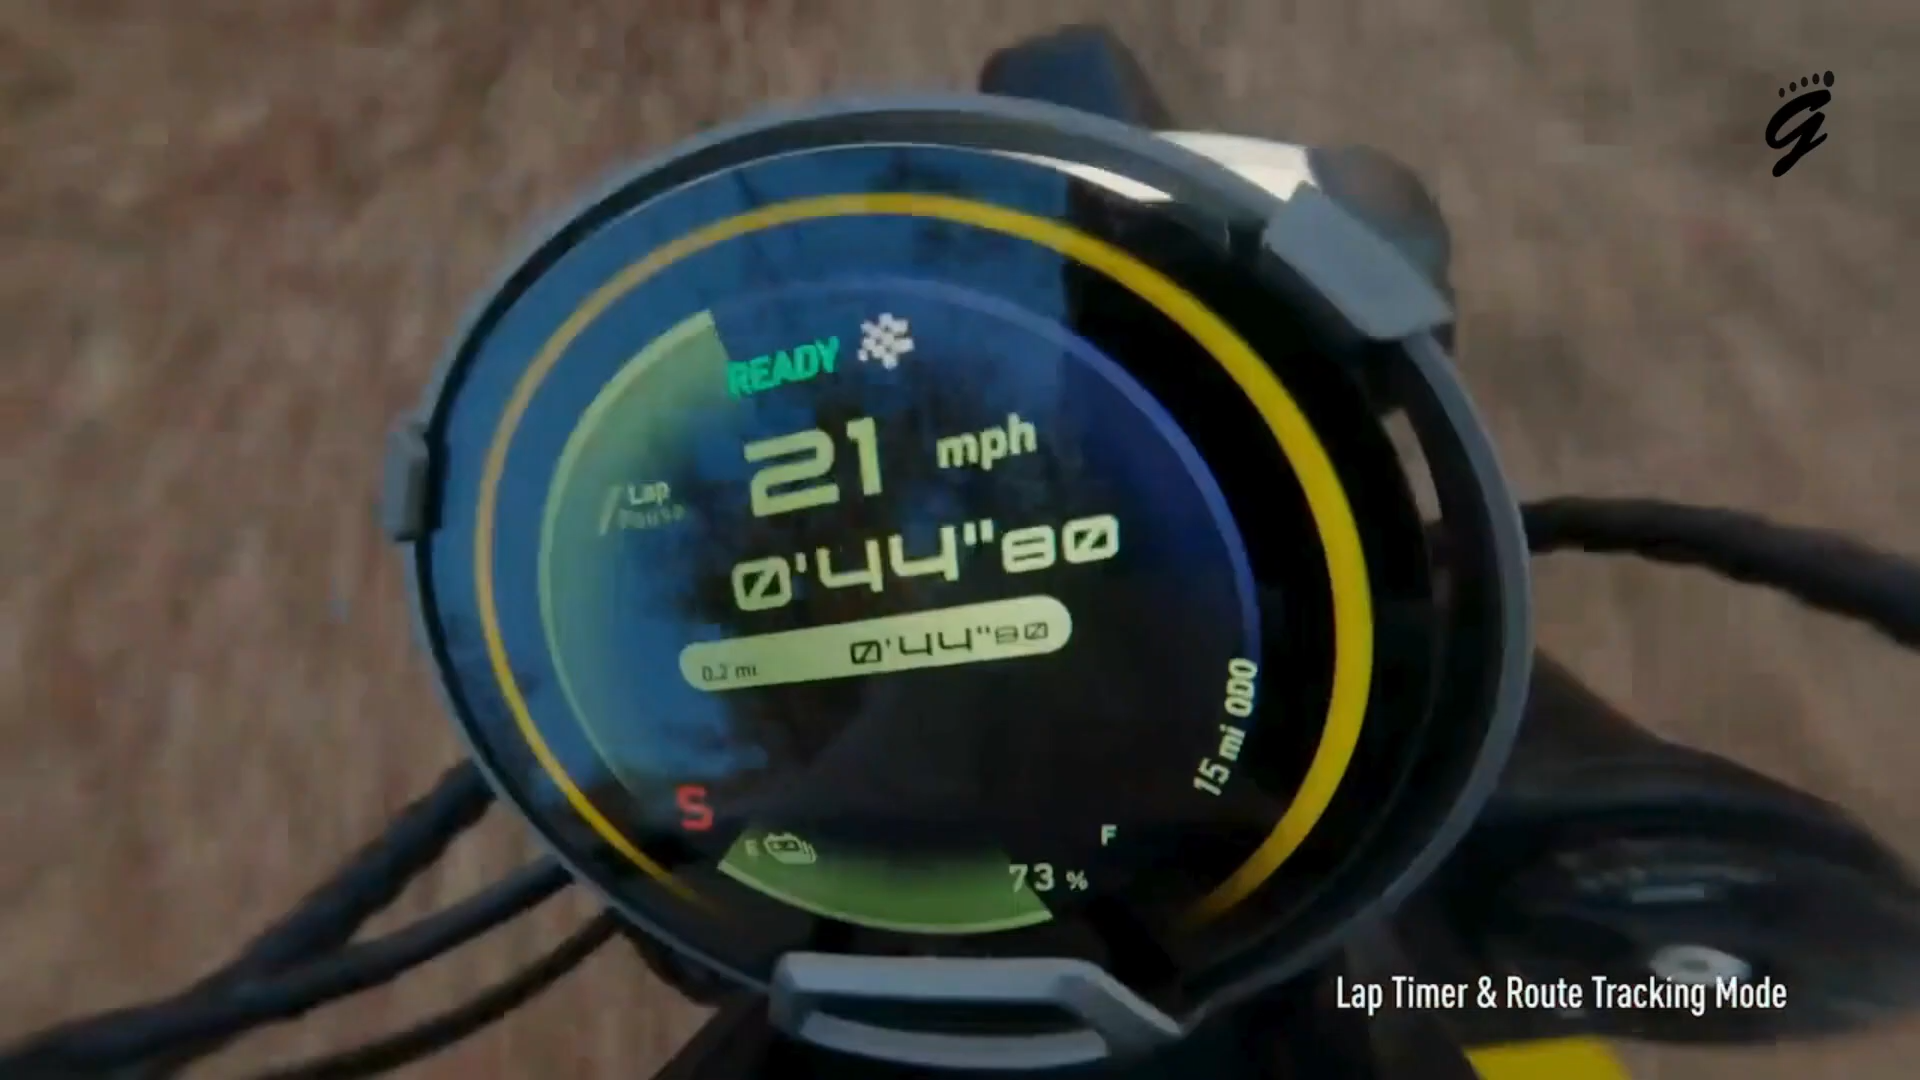 READY
21 mph
Lap
Pause
0'44"80
0.2 mi 0'44"80
15 mi ODO
S
E F
73 %
Lap Timer & Route Tracking Mode
g